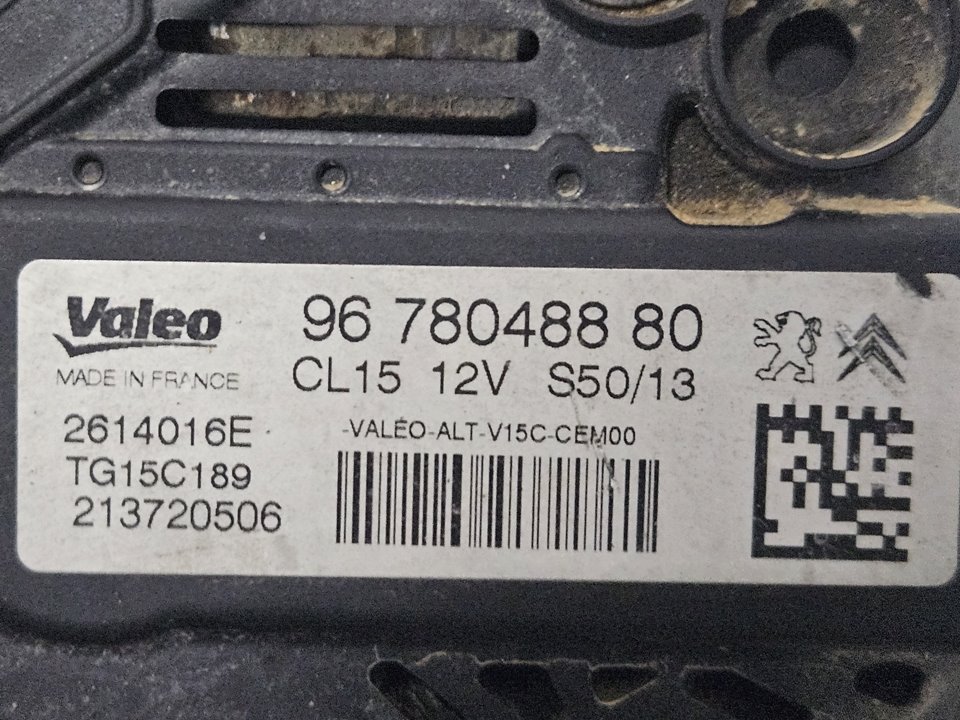 Valeo
MADE IN FRANCE
96 780488 80
CL15 12V S50/13
2614016E
TG15C189
213720506
-VALEO-ALT-V15C-CEM00